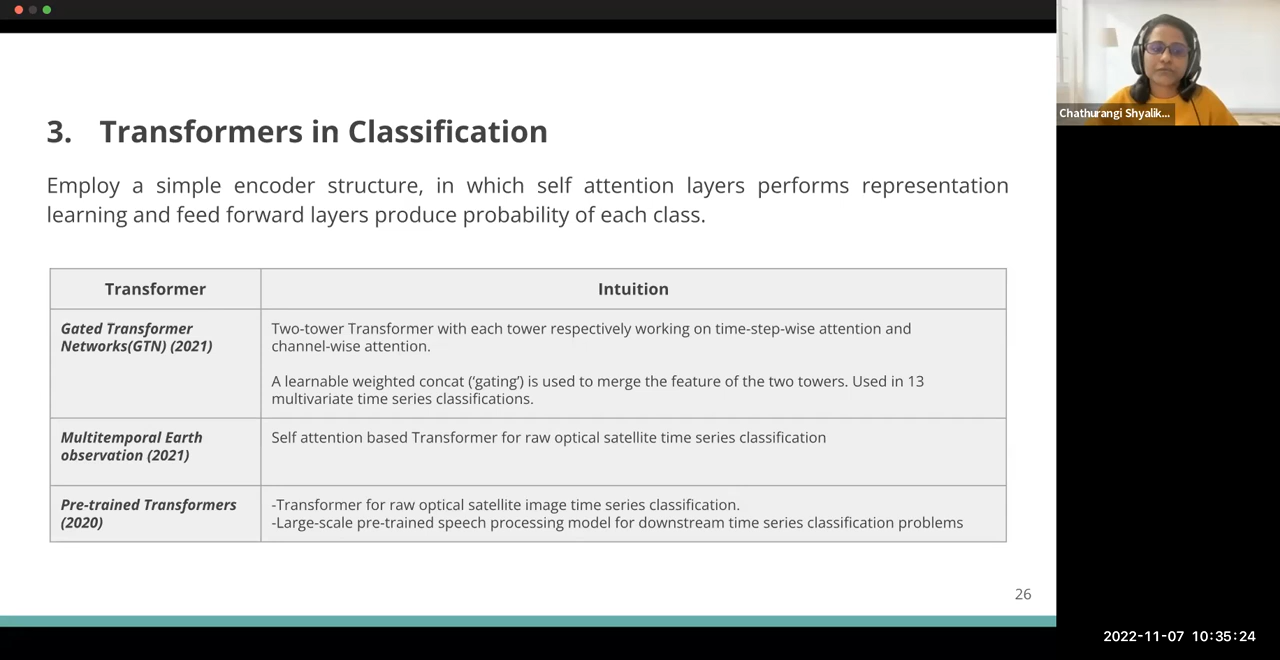 Chathurangi Shyalik...
3. Transformers in Classification
Employ a simple encoder structure, in which self attention layers performs representation
learning and feed forward layers produce probability of each class.
Transformer
Intuition
Gated Transformer
Networks(GTN) (2021)
Two-tower Transformer with each tower respectively working on time-step-wise attention and
channel-wise attention.
A learnable weighted concat (‘gating’) is used to merge the feature of the two towers. Used in 13
multivariate time series classifications.
Multitemporal Earth
observation (2021)
Self attention based Transformer for raw optical satellite time series classification
Pre-trained Transformers
(2020)
-Transformer for raw optical satellite image time series classification.
-Large-scale pre-trained speech processing model for downstream time series classification problems
26
2022-11-07 10:35:24